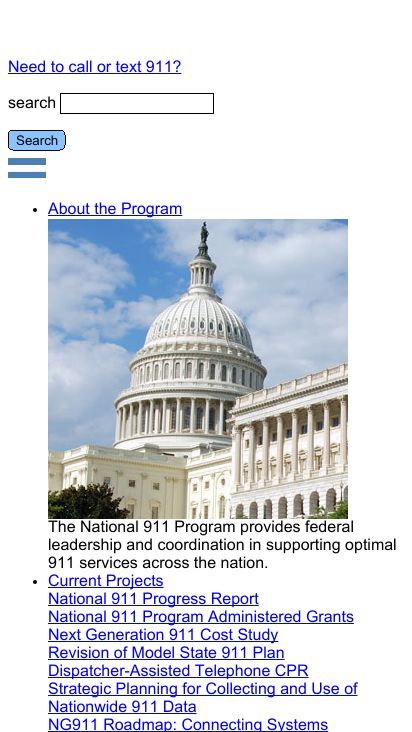 Need to call or text 911?
search
Search
About the Program
The National 911 Program provides federal
leadership and coordination in supporting optimal
911 services across the nation.
Current Projects
National 911 Progress Report
National 911 Program Administered Grants
Next Generation 911 Cost Study
Revision of Model State 911 Plan
Dispatcher-Assisted Telephone CPR
Strategic Planning for Collecting and Use of
Nationwide 911 Data
NG911 Roadmap: Connecting Systems